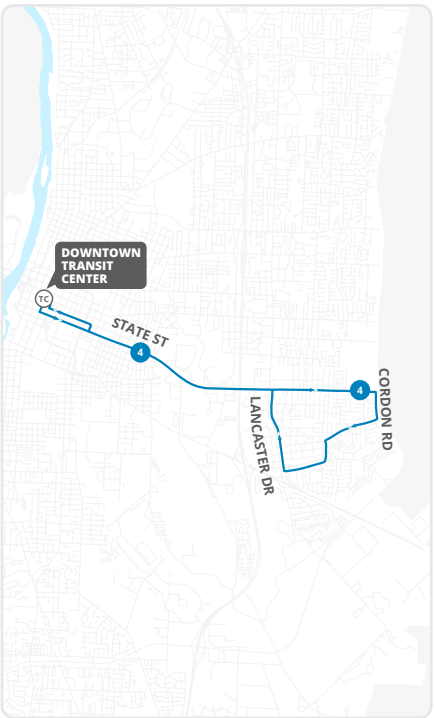 DOWNTOWN
TRANSIT
CENTER
TC
STATE ST
4
4
CORDON RD
LANCASTER DR